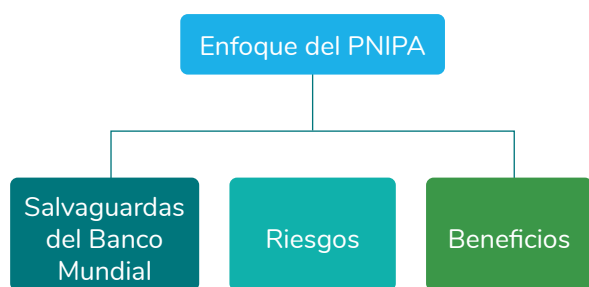 Enfoque del PNIPA
Salvaguardas
del Banco
Mundial
Riesgos
Beneficios